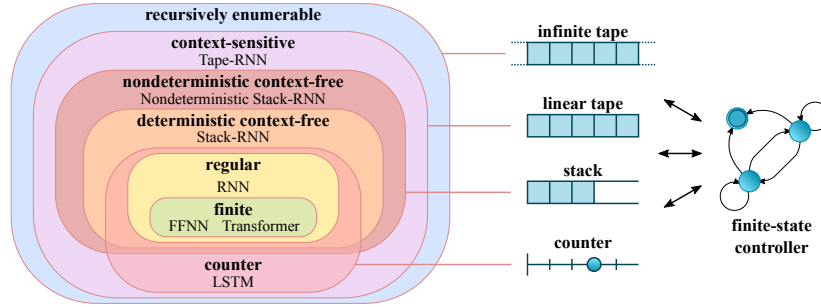 recursively enumerable
context-sensitive
Tape-RNN
nondeterministic context-free
Nondeterministic Stack-RNN
deterministic context-free
Stack-RNN
regular
RNN
finite
FFNN Transformer
counter
LSTM
infinite tape
linear tape
stack
counter
finite-state
controller